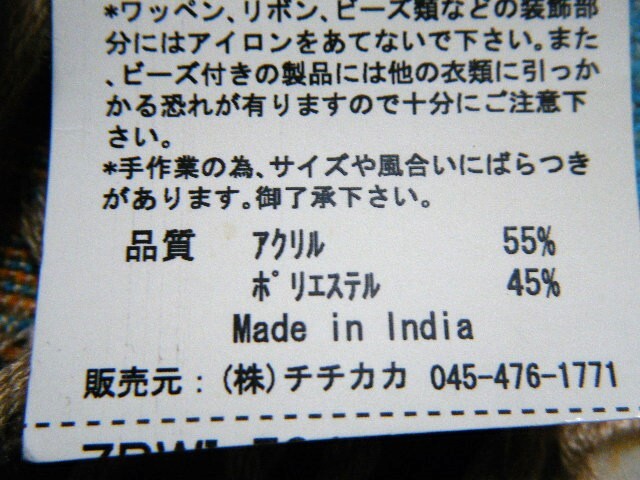 *ワッペン、リボン、ビーズ類などの装飾部
分にはアイロンをあてないで下さい。また
、ビーズ付きの製品には他の衣類に引っか
かる恐れが有りますので十分にご注意下
さい。
*手作業の為、サイズや風合いにばらつき
があります。御了承下さい。
品質 アクリル 55%
ポリエステル 45%
Made in India
販売元：(株)チチカカ 045-476-1771